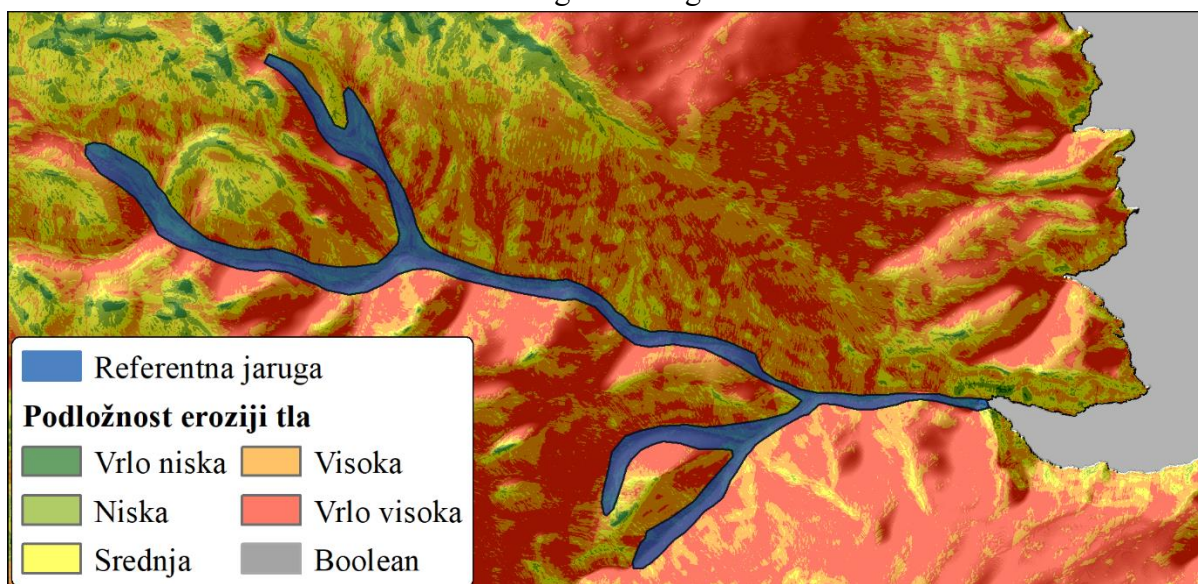 Referentna jaruga
Podložnost eroziji tla
Vrlo niska
Visoka
Niska
Vrlo visoka
Srednja
Boolean